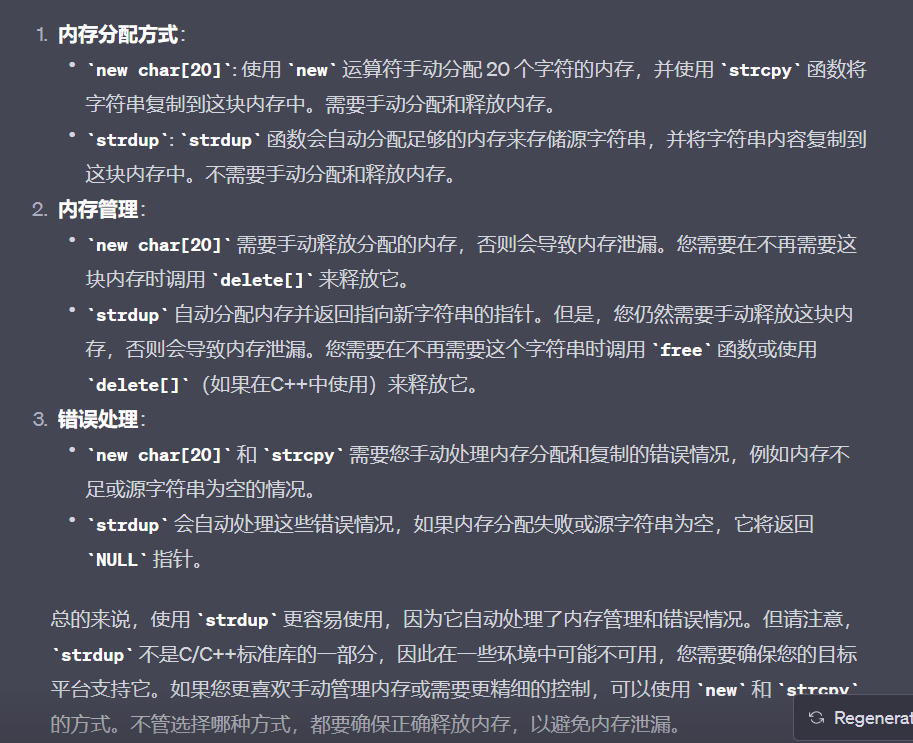 1. 内存分配方式：
• `new char[20]`: 使用 `new` 运算符手动分配 20 个字符的内存，并使用 `strcpy` 函数将
字符串复制到这块内存中。需要手动分配和释放内存。
• `strdup`: `strdup` 函数会自动分配足够的内存来存储源字符串，并将字符串内容复制到
这块内存中。不需要手动分配和释放内存。
2. 内存管理：
• `new char[20]` 需要手动释放分配的内存，否则会导致内存泄漏。您需要在不再需要这
块内存时调用 `delete[]` 来释放它。
• `strdup` 自动分配内存并返回指向新字符串的指针。但是，您仍然需要手动释放这块内
存，否则会导致内存泄漏。您需要在不再需要这个字符串时调用 `free` 函数或使用
`delete[]`（如果在C++中使用）来释放它。
3. 错误处理：
• `new char[20]` 和 `strcpy` 需要您手动处理内存分配和复制的错误情况，例如内存不
足或源字符串为空的情况。
• `strdup` 会自动处理这些错误情况，如果内存分配失败或源字符串为空，它将返回
`NULL` 指针。
总的来说，使用 `strdup` 更容易使用，因为它自动处理了内存管理和错误情况。但请注意，
`strdup` 不是C/C++标准库的一部分，因此在一些环境中可能不可用，您需要确保您的目标
平台支持它。如果您更喜欢手动管理内存或需要更精细的控制，可以使用 `new` 和 `strcpy`
的方式。不管选择哪种方式，都要确保正确释放内存，以避免内存泄漏。
Regenerat